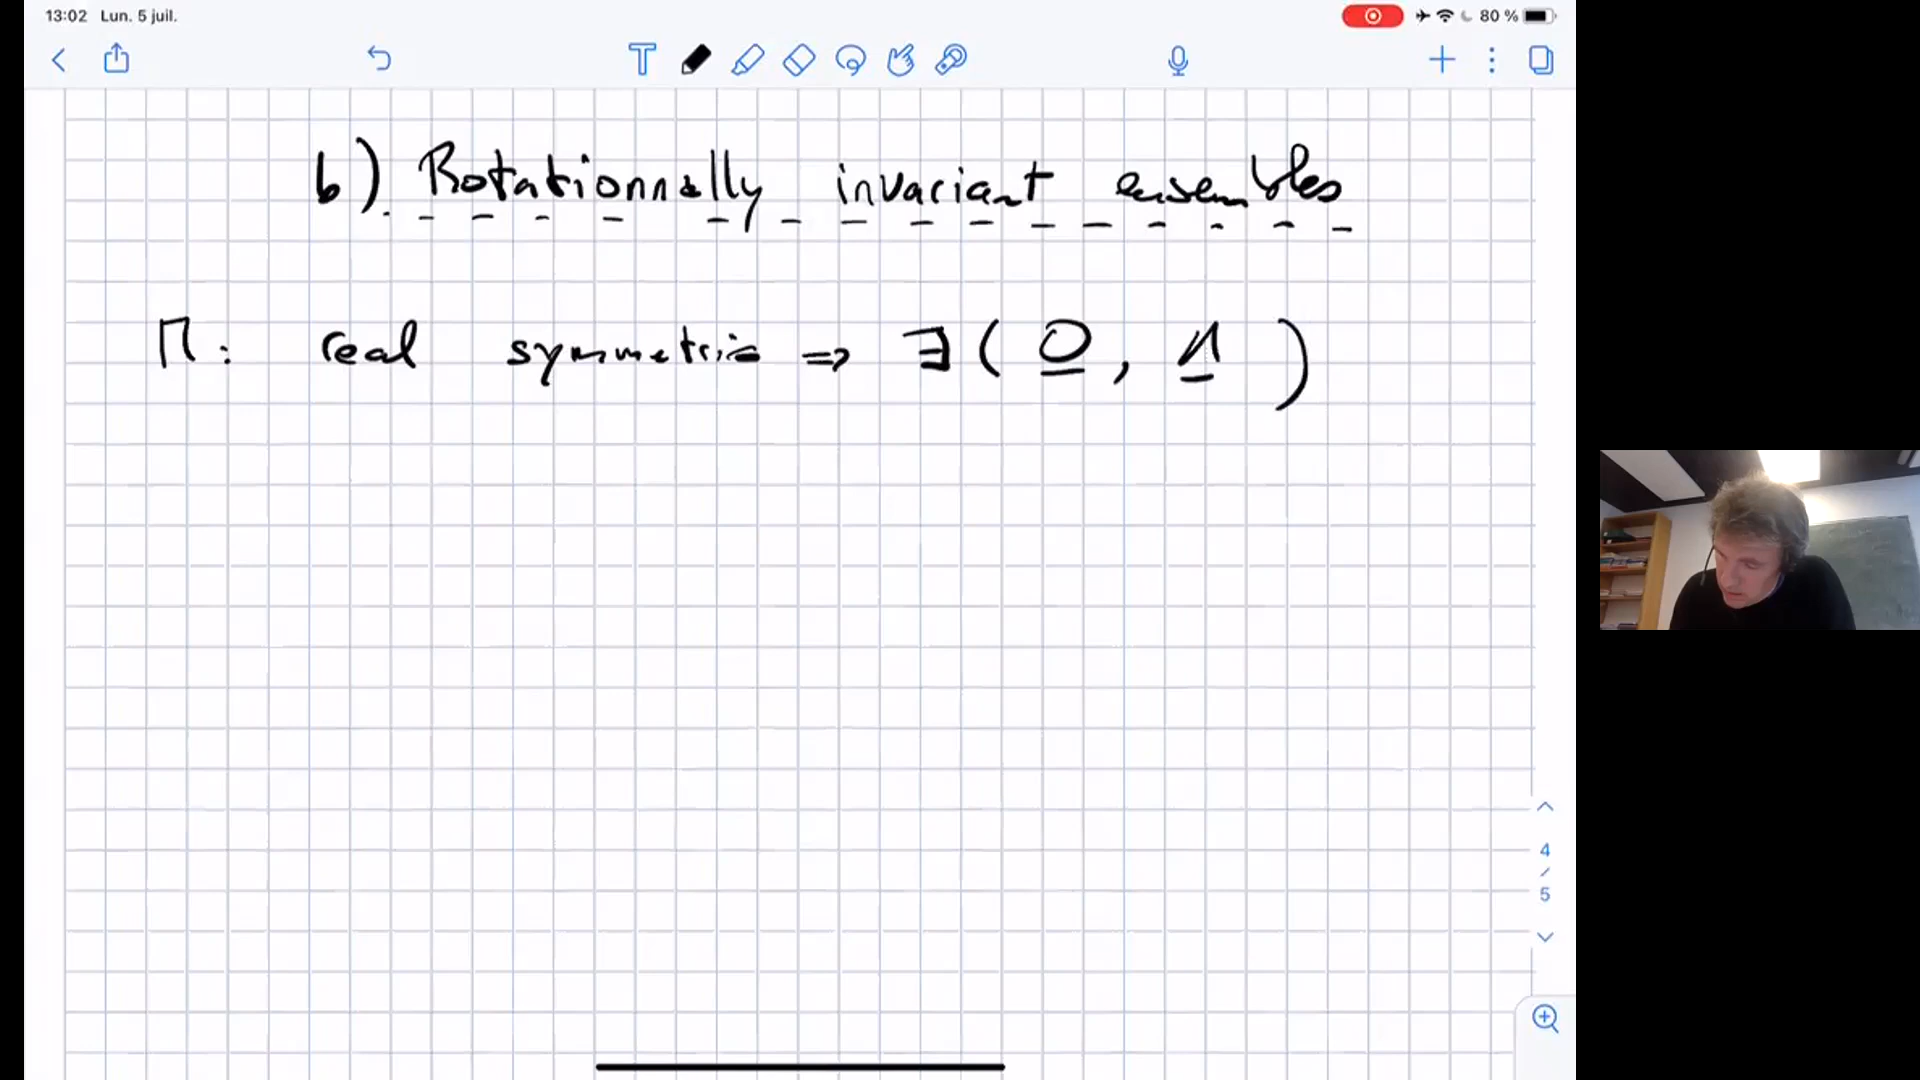 13:02 Lun. 5 juil. 80 %
b) Rotationnally invariant ensembles
M: real symmetric => ∃ ( O, Λ )
4
/
5